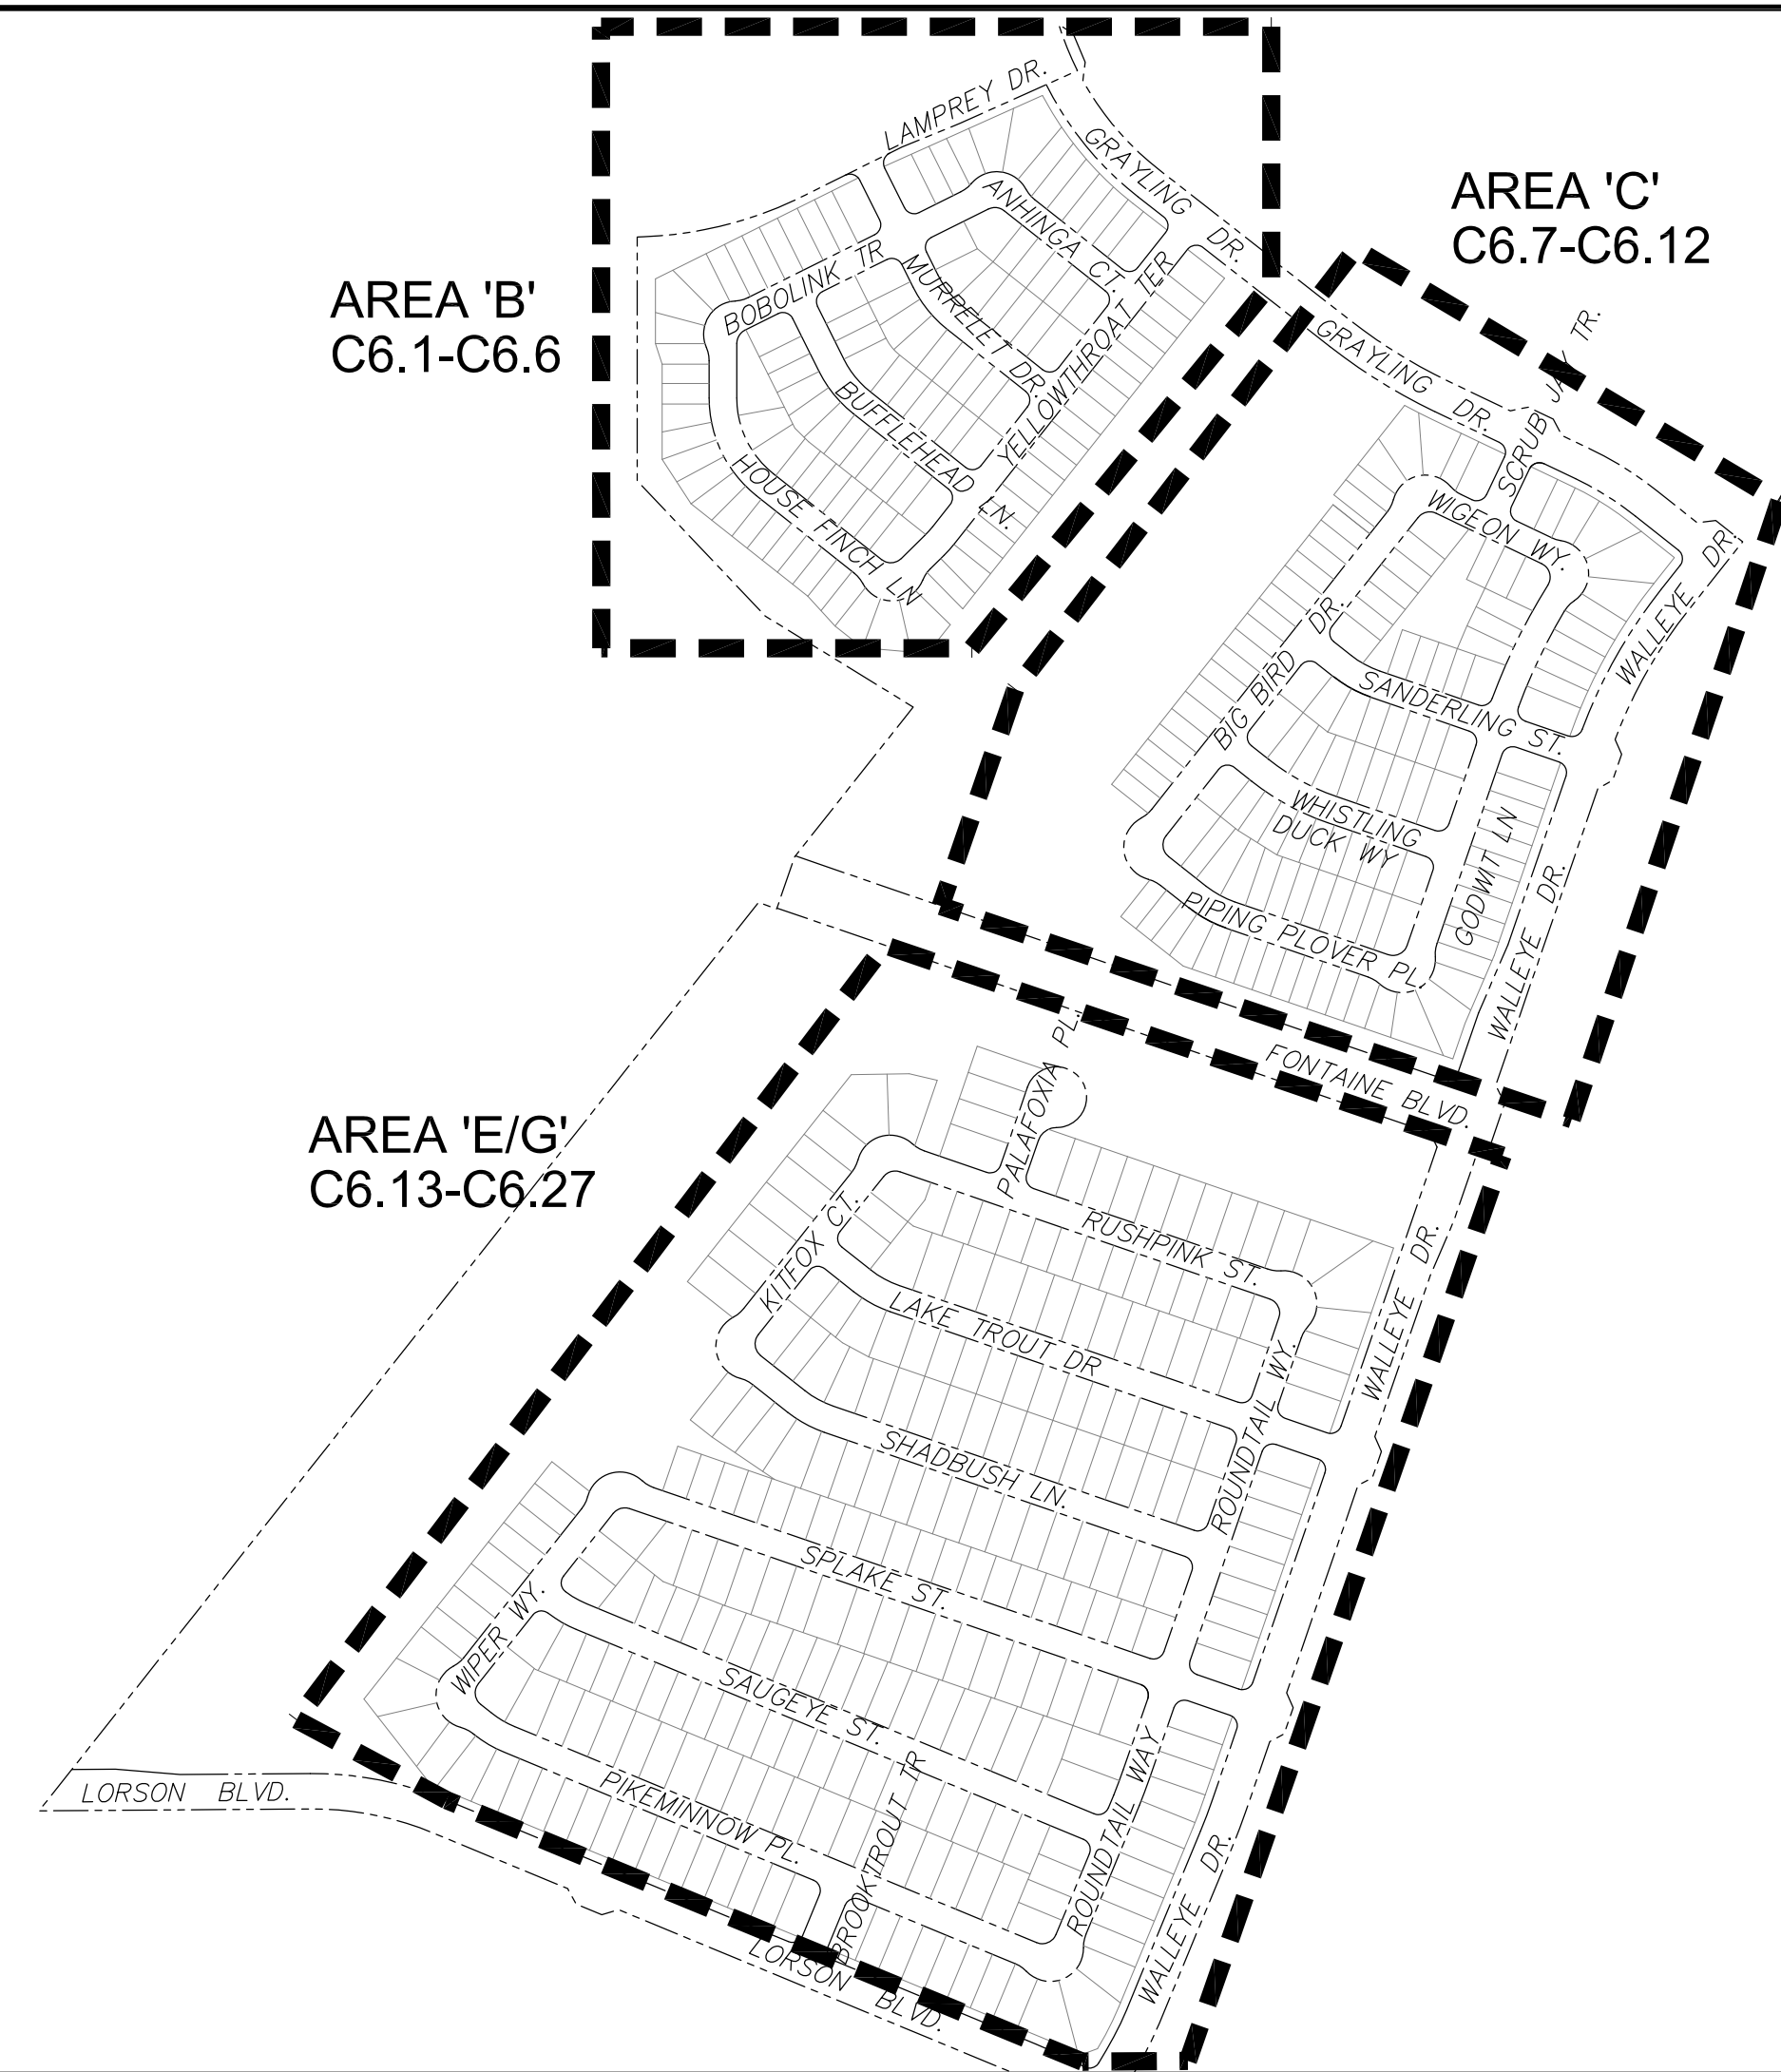 LAMPREY DR.
GRAYLING DR.
AREA 'C'
C6.7-C6.12
ANHINGA CT.
BOBOLINK TR
MURRELET DR.
YELLOWTHROAT TER
AREA 'B'
C6.1-C6.6
GRAYLING DR.
SCRUB JAY TR.
BUFFLEHEAD LN.
HOUSE FINCH LN
WIGEON WY.
WALLEYE DR.
BIG BIRD DR.
SANDERLING ST.
WHISTLING
DUCK WY
GODWIT LN
PIPING PLOVER PL.
WALLEYE DR.
FONTAINE BLVD.
PALAFOXIA PL.
AREA 'E/G'
C6.13-C6.27
KITFOX CT.
RUSHPINK ST.
WALLEYE DR.
LAKE TROUT DR
ROUNDTAIL WY.
SHADBUSH LN.
SPLAKE ST.
WIPER WY.
SAUGEYE ST.
LORSON BLVD.
PIKEMINNOW PL.
BROOK TROUT TR
ROUNDTAIL WAY
WALLEYE DR.
LORSON BLVD.